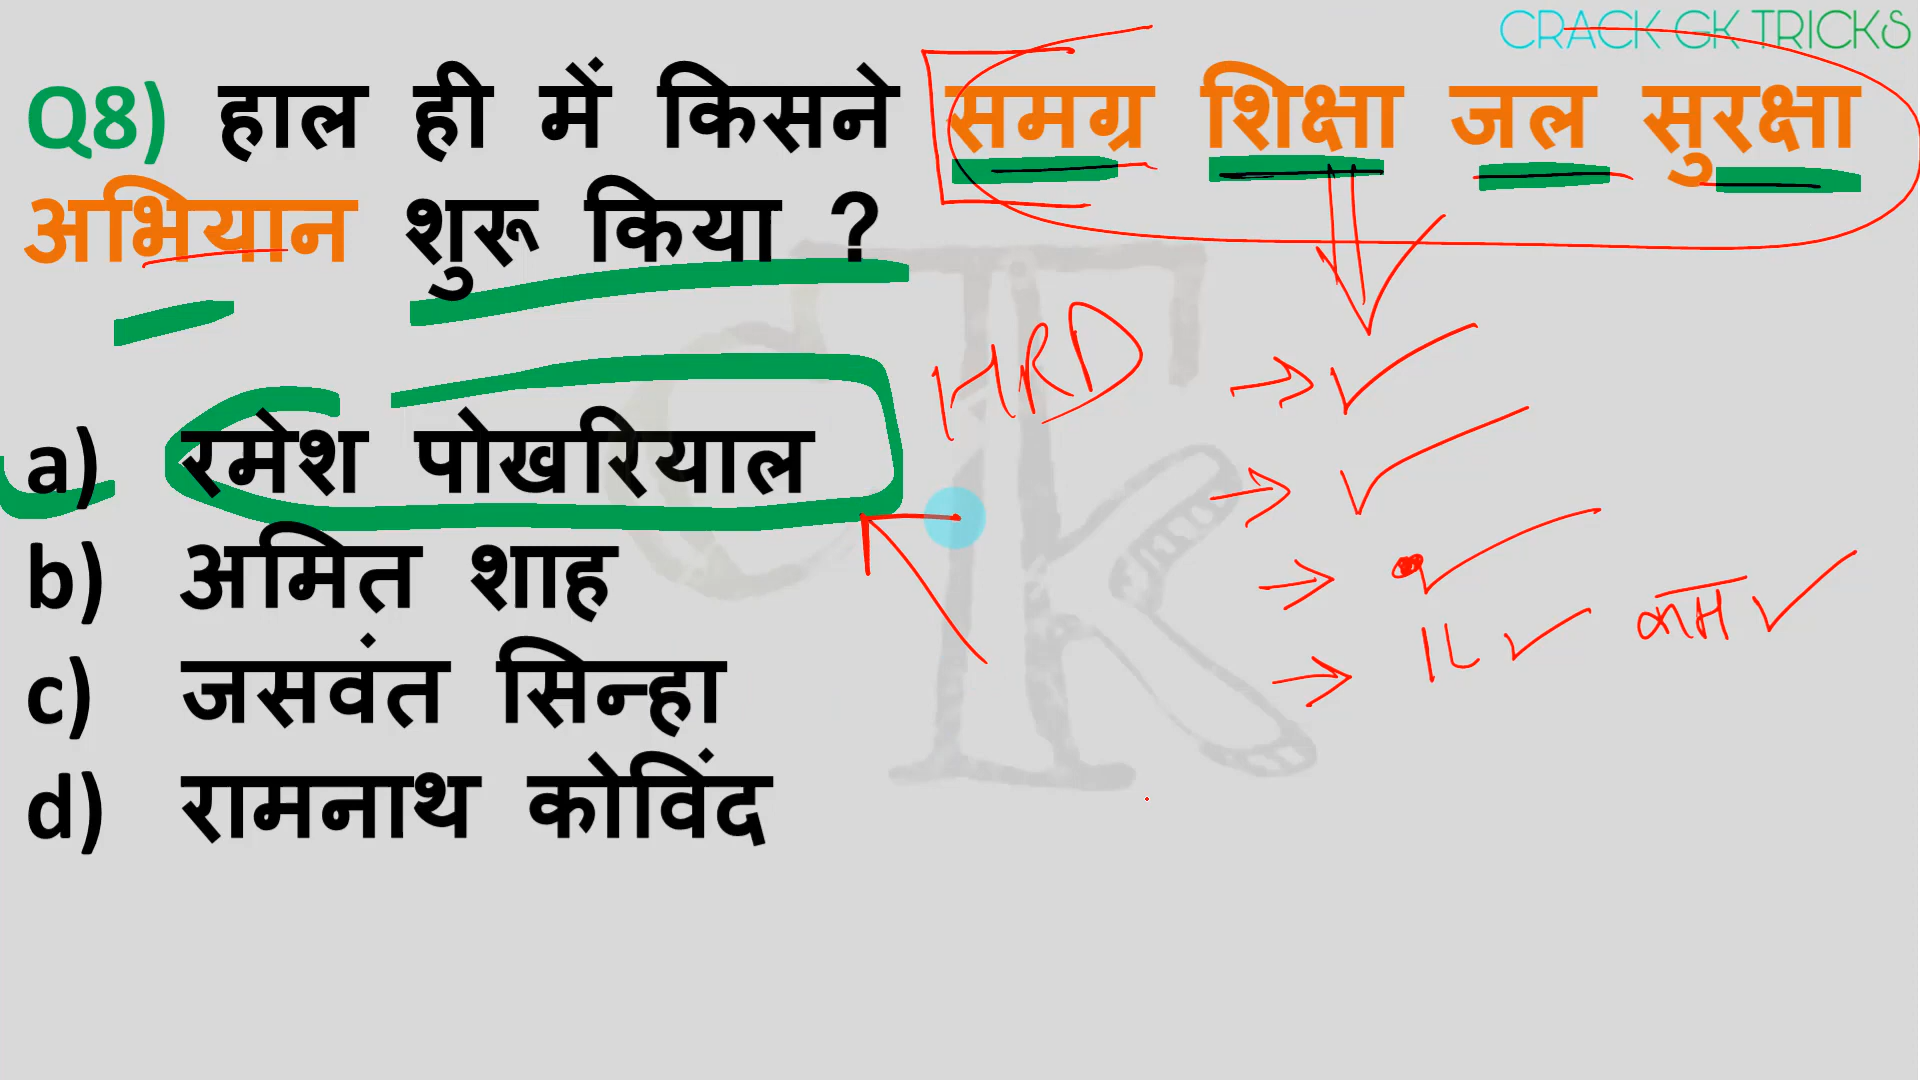 CRACK GK TRICKS
Q8) हाल ही में किसने समग्र शिक्षा जल सुरक्षा
अभियान शुरू किया ?
HRD
a) रमेश पोखरियाल
b) अमित शाह
c) जसवंत सिन्हा
d) रामनाथ कोविंद